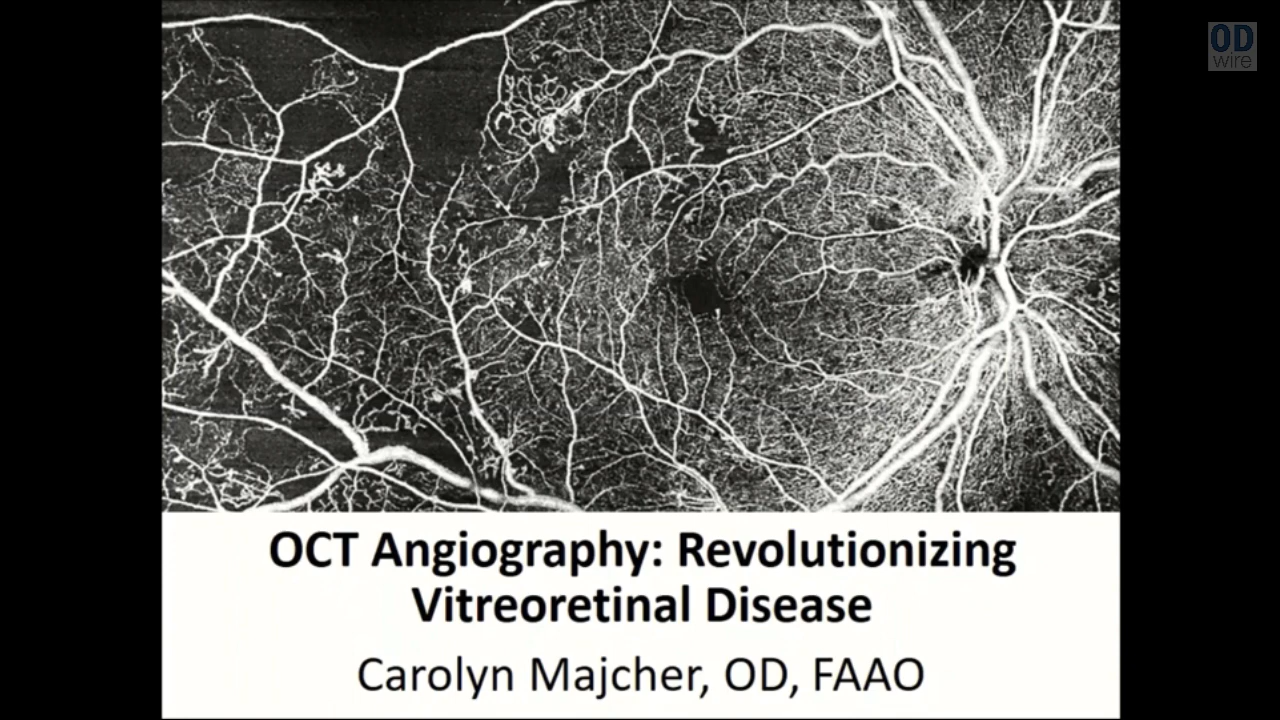 OD
wire
OCT Angiography: Revolutionizing
Vitreoretinal Disease
Carolyn Majcher, OD, FAAO